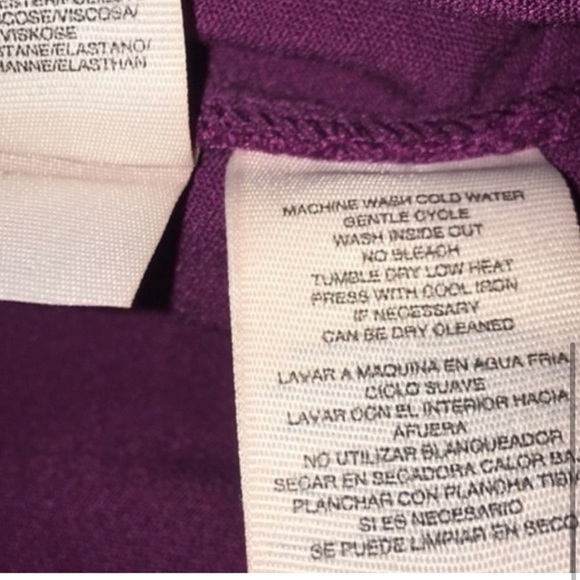 COSE/VISCOSA/
VISKOSE
TANE/ELASTANO/
HANNE/ELASTHAN
MACHINE WASH COLD WATER
GENTLE CYCLE
WASH INSIDE OUT
NO BLEACH
TUMBLE DRY LOW HEAT
PRESS WITH COOL IRON
IF NECESSARY
CAN BE DRY CLEANED
LAVAR A MAQUINA EN AGUA FRIA
CICLO SUAVE
LAVAR CON EL INTERIOR HACIA
AFUERA
NO UTILIZAR BLANQUEADOR
SECAR EN SECADORA CALOR BA
PLANCHAR CON PLANCHA TIBI
SI ES NECESARIO
SE PUEDE LIMPIAR EN SECO